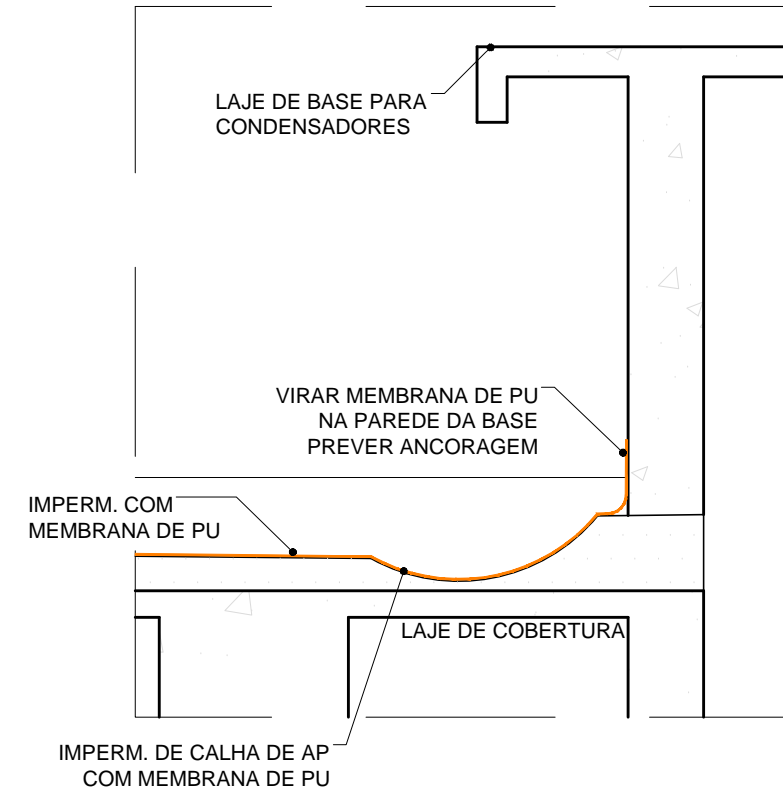 LAJE DE BASE PARA
CONDENSADORES
VIRAR MEMBRANA DE PU
NA PAREDE DA BASE
PREVER ANCORAGEM
IMPERM. COM
MEMBRANA DE PU
LAJE DE COBERTURA
IMPERM. DE CALHA DE AP
COM MEMBRANA DE PU